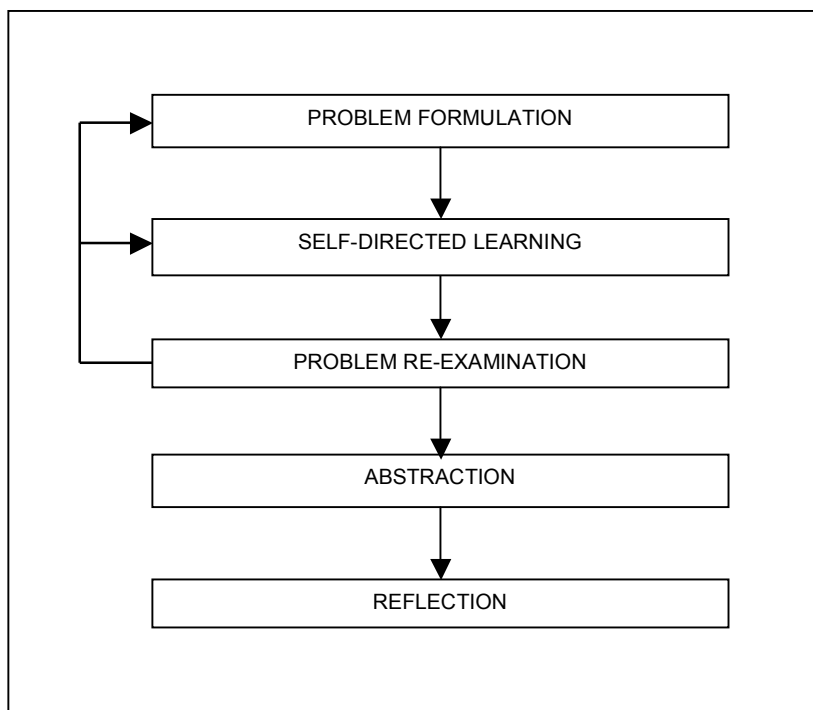 PROBLEM FORMULATION
SELF-DIRECTED LEARNING
PROBLEM RE-EXAMINATION
ABSTRACTION
REFLECTION